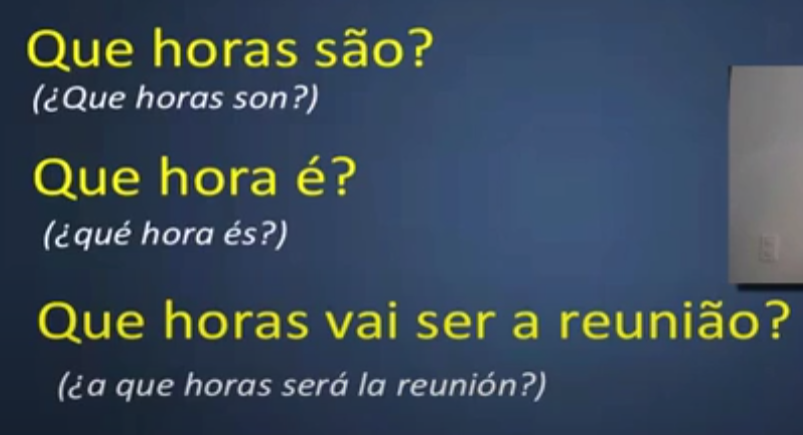 Que horas são?
(¿Que horas son?)
Que hora é?
(¿qué hora és?)
Que horas vai ser a reunião?
(¿a que horas será la reunión?)